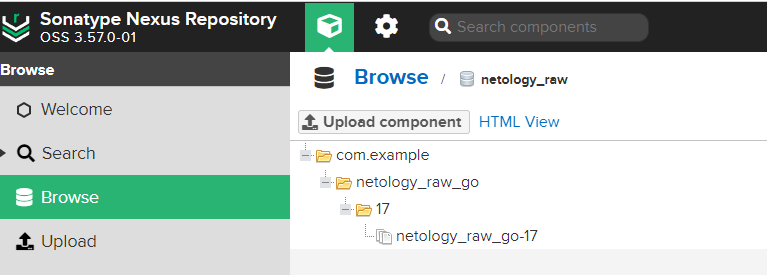 Sonatype Nexus Repository
OSS 3.57.0-01
Search components
Browse
Welcome
Search
Browse
Upload
Browse / netology_raw
Upload component HTML View
com.example
netology_raw_go
17
netology_raw_go-17